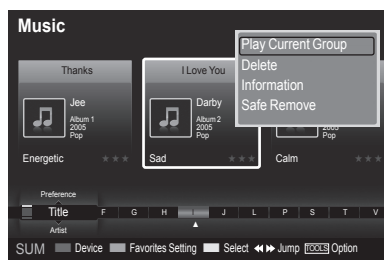 Music
Play Current Group
Delete
Information
Safe Remove
Thanks
I Love You
Jee
Album 1
2005
Pop
Darby
Album 2
2005
Pop
2005
Pop
Energetic
Sad
Calm
Preference
Title F G H I J L P S T V
Artist
SUM Device Favorites Setting Select Jump TOOLS Option